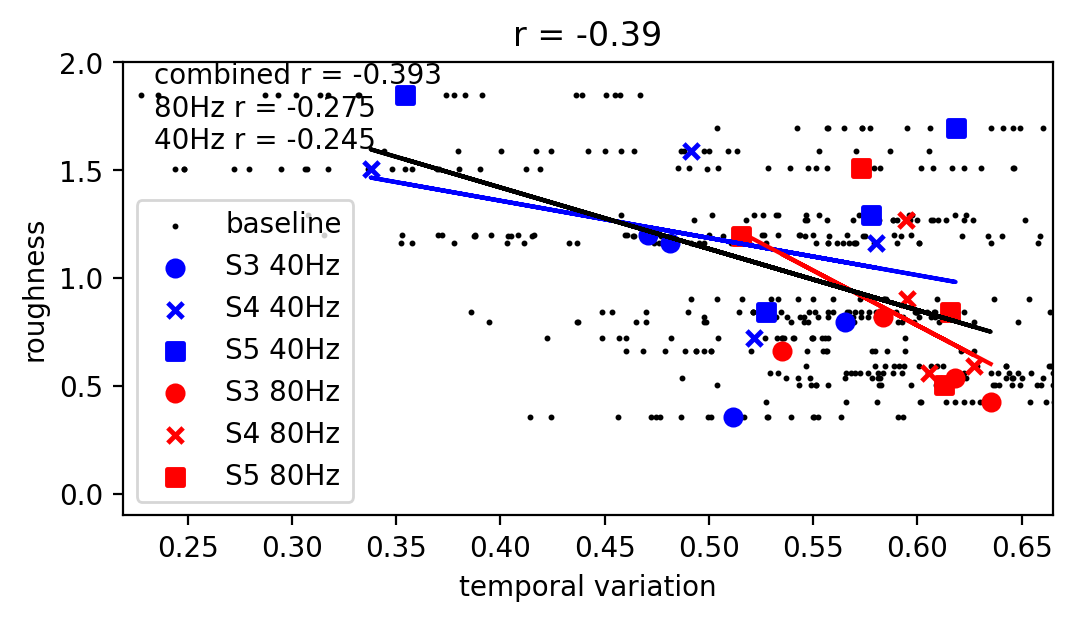 r = -0.39
combined r = -0.393
80Hz r = -0.275
40Hz r = -0.245
2.0
1.5
1.0
0.5
0.0
roughness
baseline
S3 40Hz
S4 40Hz
S5 40Hz
S3 80Hz
S4 80Hz
S5 80Hz
0.25 0.30 0.35 0.40 0.45 0.50 0.55 0.60 0.65
temporal variation